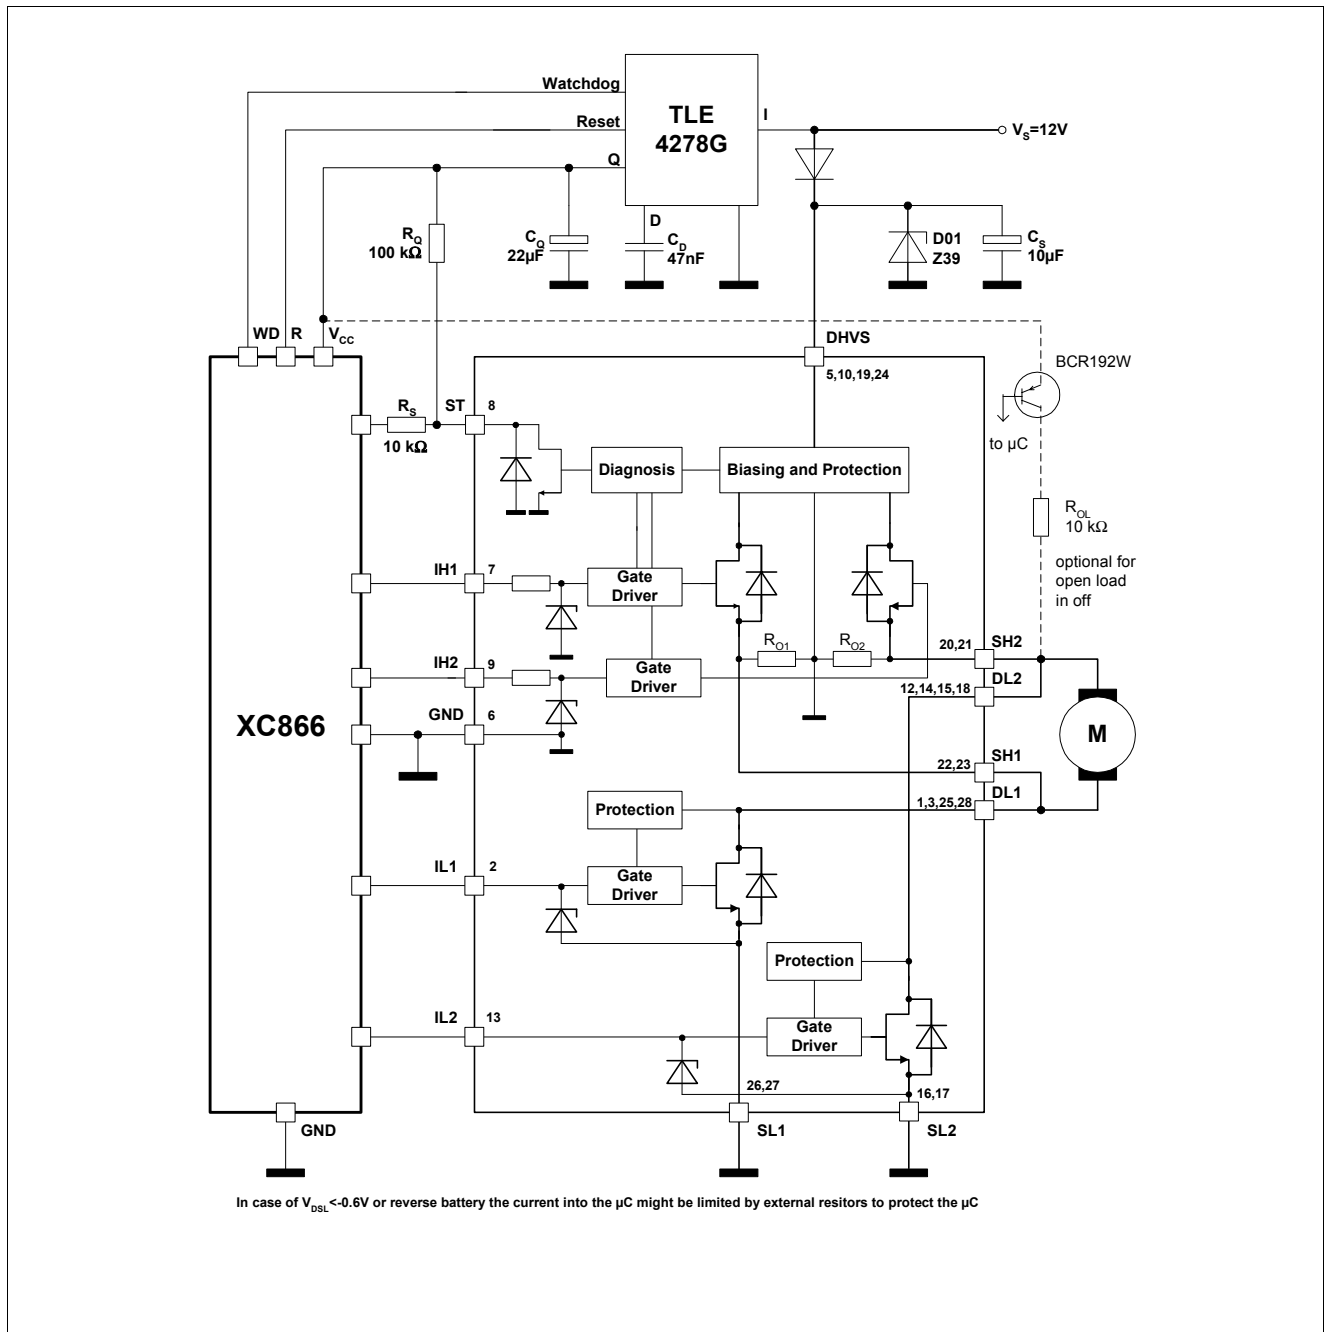 Watchdog
TLE
4278G
I
Reset
V_S=12V
Q
D
R_Q
100 kΩ
C_Q
22µF
C_D
47nF
D01
Z39
C_S
10µF
WD
R
V_CC
DHVS
5,10,19,24
BCR192W
R_S
10 kΩ
ST
8
to µC
Diagnosis
Biasing and Protection
R_OL
10 kΩ
optional for
open load
in off
IH1
7
Gate
Driver
R_O1
R_O2
20,21
SH2
IH2
9
Gate
Driver
DL2
12,14,15,18
GND
6
XC866
M
SH1
22,23
DL1
1,3,25,28
Protection
IL1
2
Gate
Driver
Protection
IL2
13
Gate
Driver
26,27
16,17
GND
SL1
SL2
In case of V_DSL<-0.6V or reverse battery the current into the µC might be limited by external resitors to protect the µC